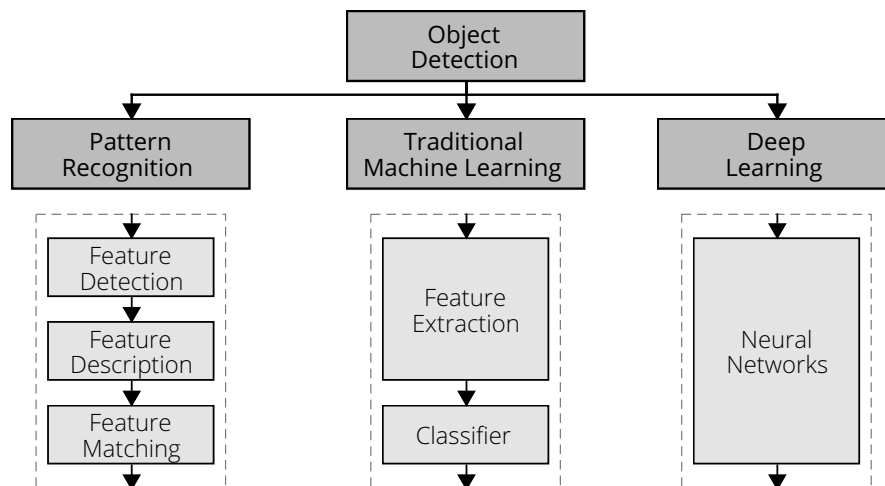 Object
Detection
Pattern
Recognition
Traditional
Machine Learning
Deep
Learning
Feature
Detection
Feature
Description
Feature
Matching
Feature
Extraction
Classifier
Neural
Networks